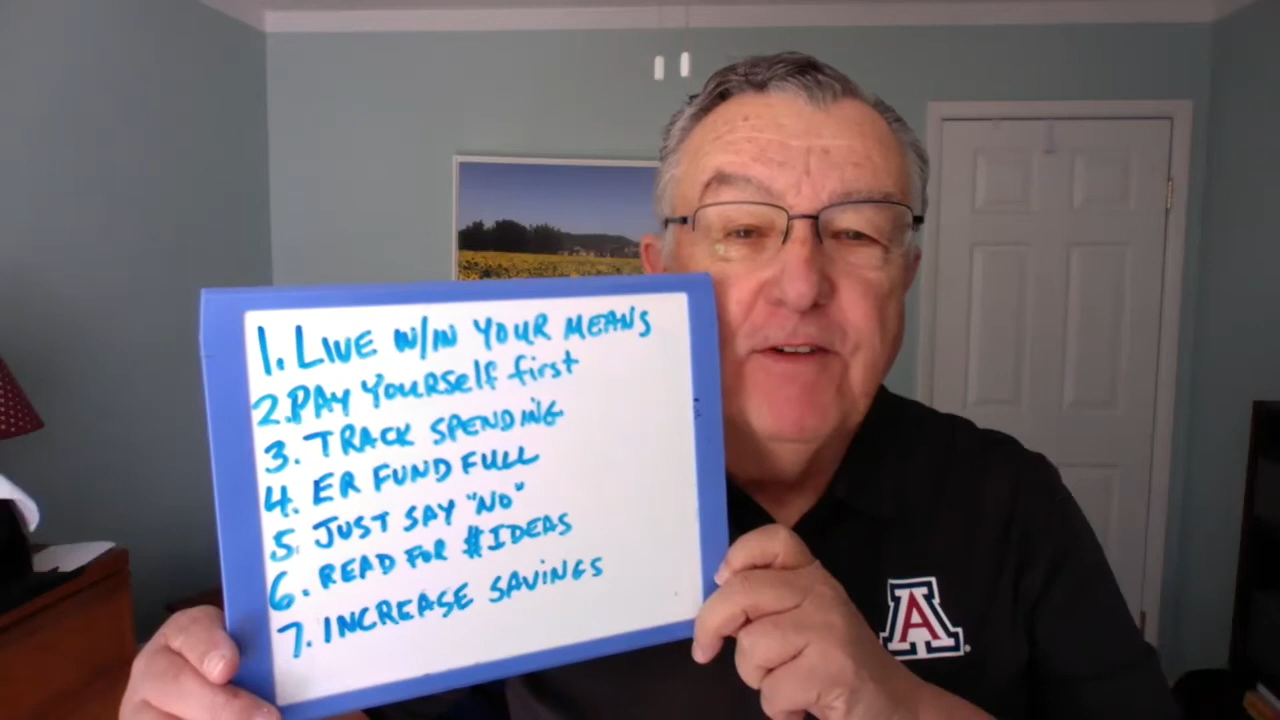 1. LIVE W/IN YOUR MEANS
2. PAY YOURSElf first
3. TRACK SPENDING
4. ER FUND FULL
5. JUST SAY "NO"
6. READ FOR $IDEAS
7. INCREASE SAVINGS
A